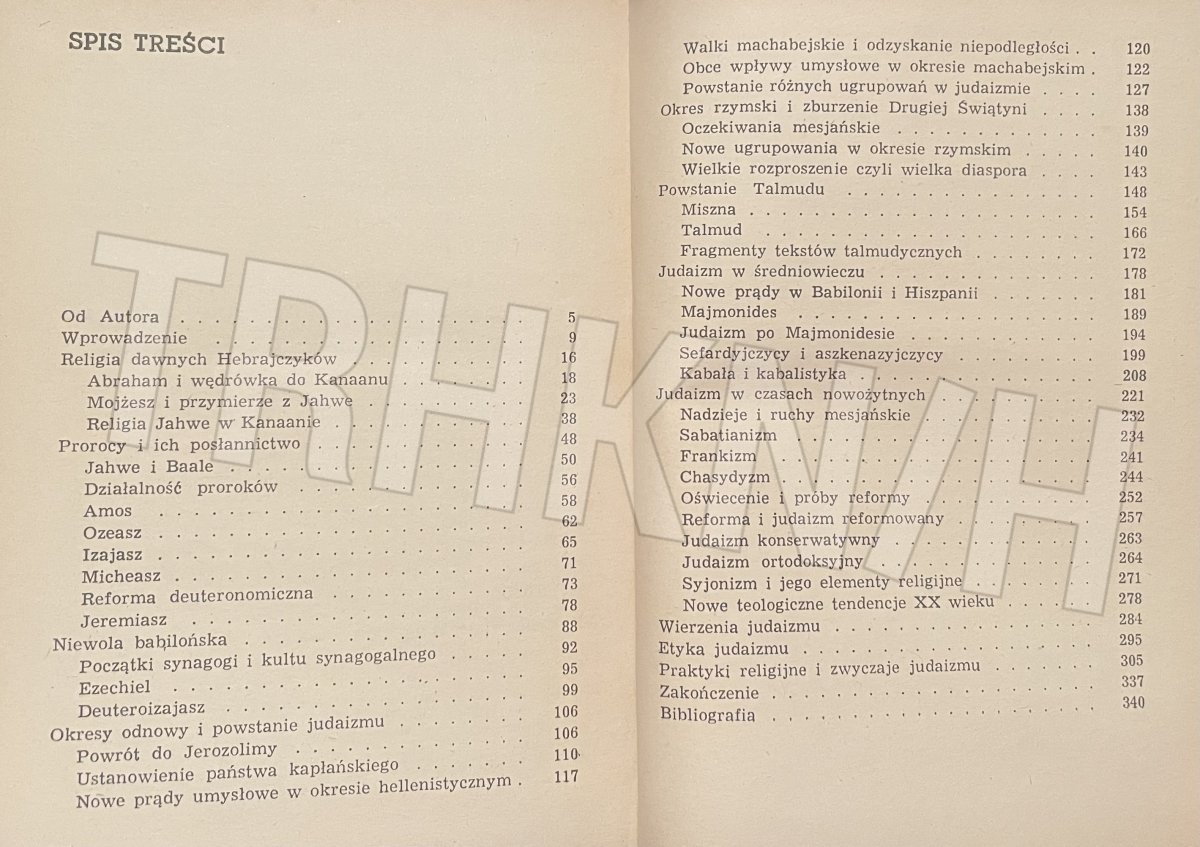 SPIS TREŚCI
Od Autora . . . . . . . . . . . . . 5
Wprowadzenie . . . . . . . . . . . . 9
Religia dawnych Hebrajczyków . . . . . . . 16
Abraham i wędrówka do Kanaanu . . . . . 18
Mojżesz i przymierze z Jahwe . . . . . . 23
Religia Jahwe w Kanaanie . . . . . . . 38
Prorocy i ich posłannictwo . . . . . . . . 48
Jahwe i Baale . . . . . . . . . . . 50
Działalność proroków . . . . . . . . . 56
Amos . . . . . . . . . . . . . . 58
Ozeasz . . . . . . . . . . . . . . 62
Izajasz . . . . . . . . . . . . . . 65
Micheasz . . . . . . . . . . . . . 71
Reforma deuteronomiczna . . . . . . . . 73
Jeremiasz . . . . . . . . . . . . . 78
Niewola babilońska . . . . . . . . . . . 88
Początki synagogi i kultu synagogalnego . . . . . 92
Ezechiel . . . . . . . . . . . . . 95
Deuteroizajasz . . . . . . . . . . . 99
Okresy odnowy i powstanie judaizmu . . . . . . 106
Powrót do Jerozolimy . . . . . . . . . 106
Ustanowienie państwa kapłańskiego . . . . . 110
Nowe prądy umysłowe w okresie hellenistycznym . 117
Walki machabejskie i odzyskanie niepodległości . . 120
Obce wpływy umysłowe w okresie machabejskim . 122
Powstanie różnych ugrupowań w judaizmie . . . . 127
Okres rzymski i zburzenie Drugiej Świątyni . . . . 138
Oczekiwania mesjańskie . . . . . . . . . . 139
Nowe ugrupowania w okresie rzymskim . . . . . 140
Wielkie rozproszenie czyli wielka diaspora . . . . 143
Powstanie Talmudu . . . . . . . . . . . 148
Miszna . . . . . . . . . . . . . . . 154
Talmud . . . . . . . . . . . . . . . 166
Fragmenty tekstów talmudycznych . . . . . . . 172
Judaizm w średniowieczu . . . . . . . . . . 178
Nowe prądy w Babilonii i Hiszpanii . . . . . . 181
Majmonides . . . . . . . . . . . . . 189
Judaizm po Majmonidesie . . . . . . . . . 194
Sefardyjczycy i aszkenazyjczycy . . . . . . . 199
Kabała i kabalistyka . . . . . . . . . . . 208
Judaizm w czasach nowożytnych . . . . . . . . 221
Nadzieje i ruchy mesjańskie . . . . . . . . 232
Sabatianizm . . . . . . . . . . . . . 234
Frankizm . . . . . . . . . . . . . . 241
Chasydyzm . . . . . . . . . . . . . . 244
Oświecenie i próby reformy . . . . . . . . 252
Reforma i judaizm reformowany . . . . . . . 257
Judaizm konserwatywny . . . . . . . . . . 263
Judaizm ortodoksyjny . . . . . . . . . . 264
Syjonizm i jego elementy religijne . . . . . . . 271
Nowe teologiczne tendencje XX wieku . . . . . 278
Wierzenia judaizmu . . . . . . . . . . . . 284
Etyka judaizmu . . . . . . . . . . . . . 295
Praktyki religijne i zwyczaje judaizmu . . . . . . 305
Zakończenie . . . . . . . . . . . . . . 337
Bibliografia . . . . . . . . . . . . . . 340